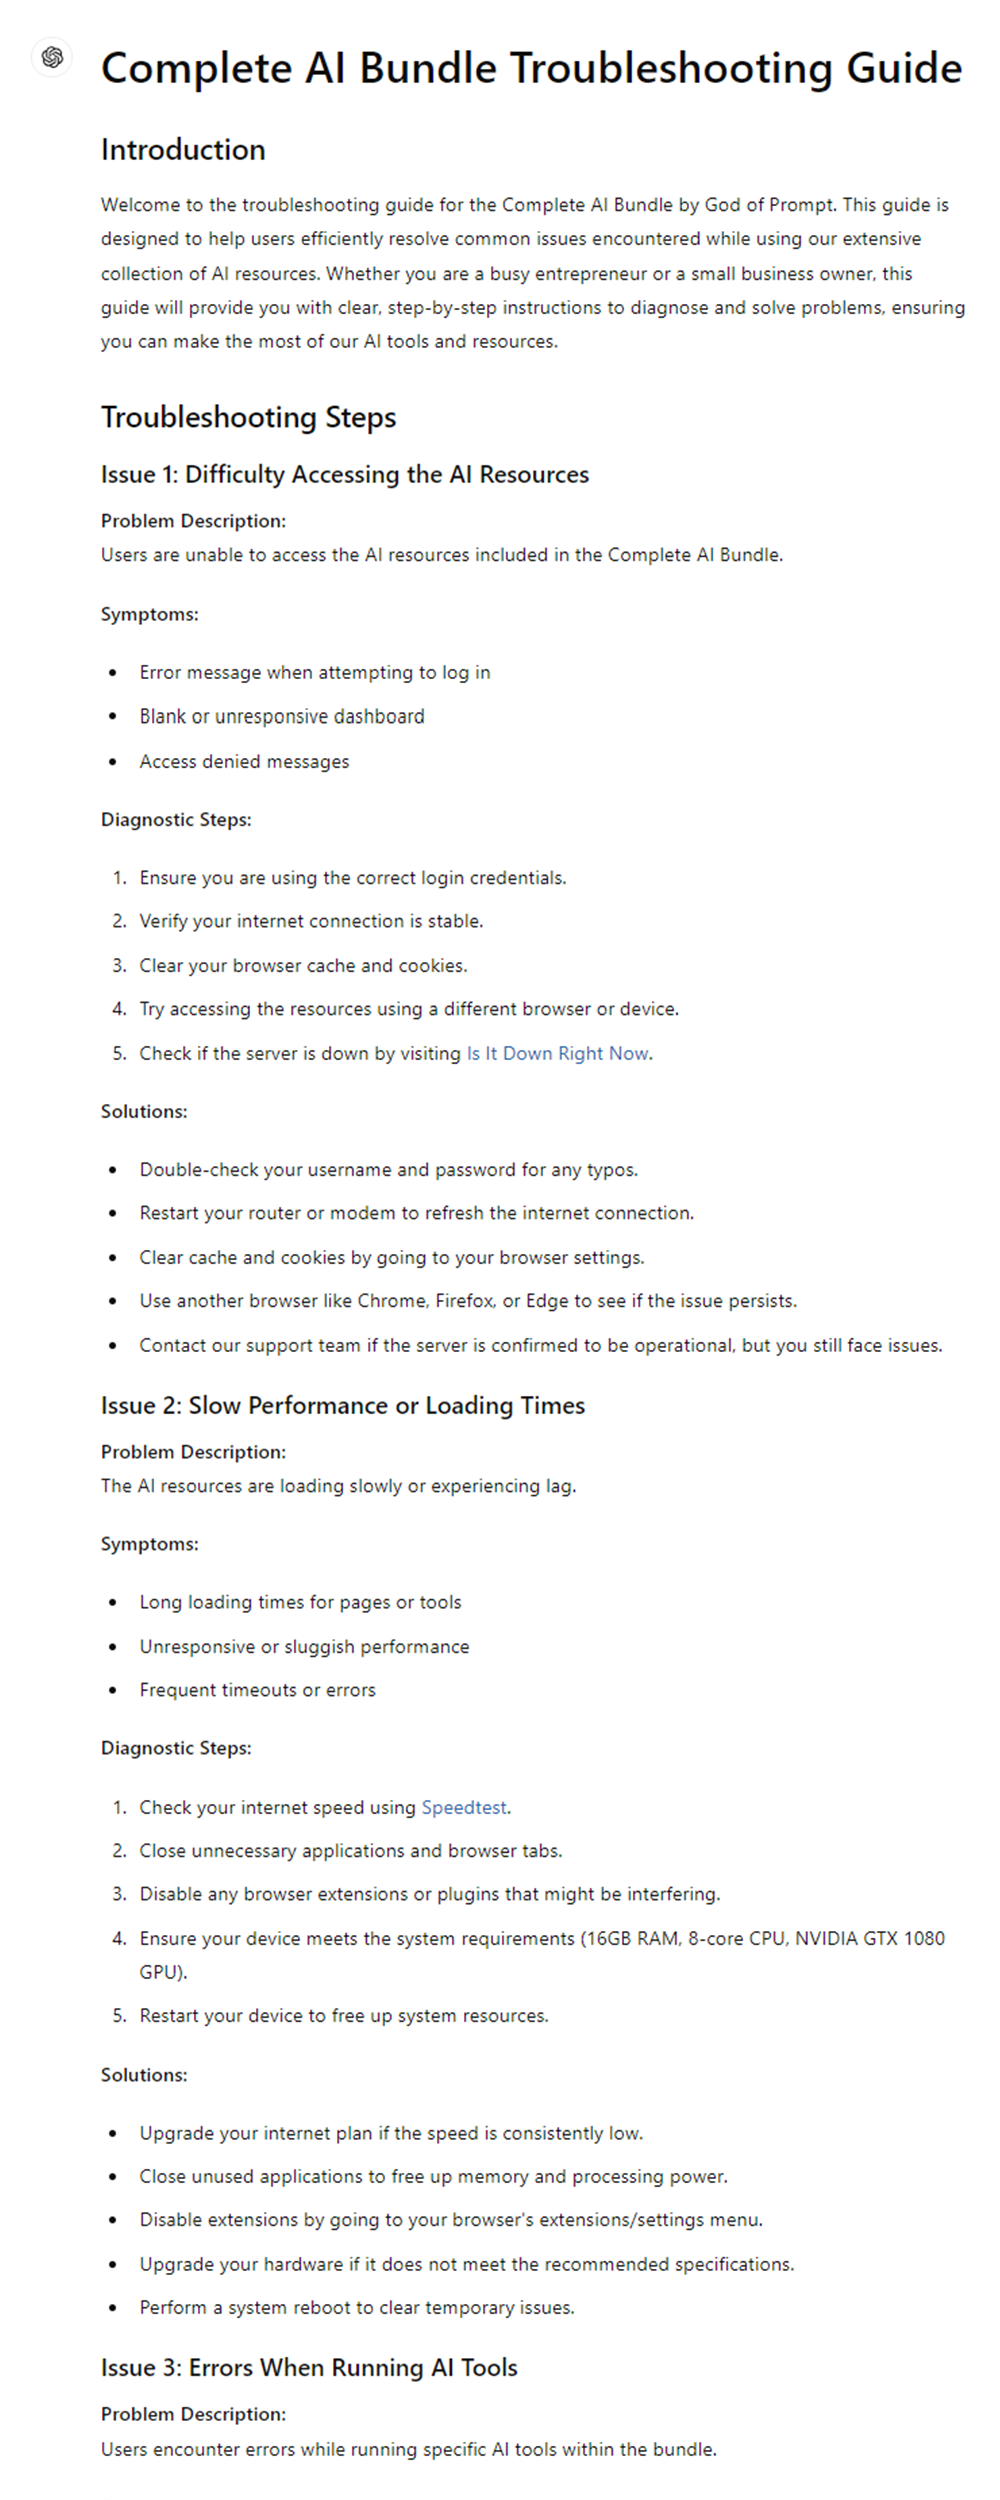 Complete AI Bundle Troubleshooting Guide
Introduction
Welcome to the troubleshooting guide for the Complete AI Bundle by God of Prompt. This guide is
designed to help users efficiently resolve common issues encountered while using our extensive
collection of AI resources. Whether you are a busy entrepreneur or a small business owner, this
guide will provide you with clear, step-by-step instructions to diagnose and solve problems, ensuring
you can make the most of our AI tools and resources.
Troubleshooting Steps
Issue 1: Difficulty Accessing the AI Resources
Problem Description:
Users are unable to access the AI resources included in the Complete AI Bundle.
Symptoms:
• Error message when attempting to log in
• Blank or unresponsive dashboard
• Access denied messages
Diagnostic Steps:
1. Ensure you are using the correct login credentials.
2. Verify your internet connection is stable.
3. Clear your browser cache and cookies.
4. Try accessing the resources using a different browser or device.
5. Check if the server is down by visiting Is It Down Right Now.
Solutions:
• Double-check your username and password for any typos.
• Restart your router or modem to refresh the internet connection.
• Clear cache and cookies by going to your browser settings.
• Use another browser like Chrome, Firefox, or Edge to see if the issue persists.
• Contact our support team if the server is confirmed to be operational, but you still face issues.
Issue 2: Slow Performance or Loading Times
Problem Description:
The AI resources are loading slowly or experiencing lag.
Symptoms:
• Long loading times for pages or tools
• Unresponsive or sluggish performance
• Frequent timeouts or errors
Diagnostic Steps:
1. Check your internet speed using Speedtest.
2. Close unnecessary applications and browser tabs.
3. Disable any browser extensions or plugins that might be interfering.
4. Ensure your device meets the system requirements (16GB RAM, 8-core CPU, NVIDIA GTX 1080
GPU).
5. Restart your device to free up system resources.
Solutions:
• Upgrade your internet plan if the speed is consistently low.
• Close unused applications to free up memory and processing power.
• Disable extensions by going to your browser's extensions/settings menu.
• Upgrade your hardware if it does not meet the recommended specifications.
• Perform a system reboot to clear temporary issues.
Issue 3: Errors When Running AI Tools
Problem Description:
Users encounter errors while running specific AI tools within the bundle.